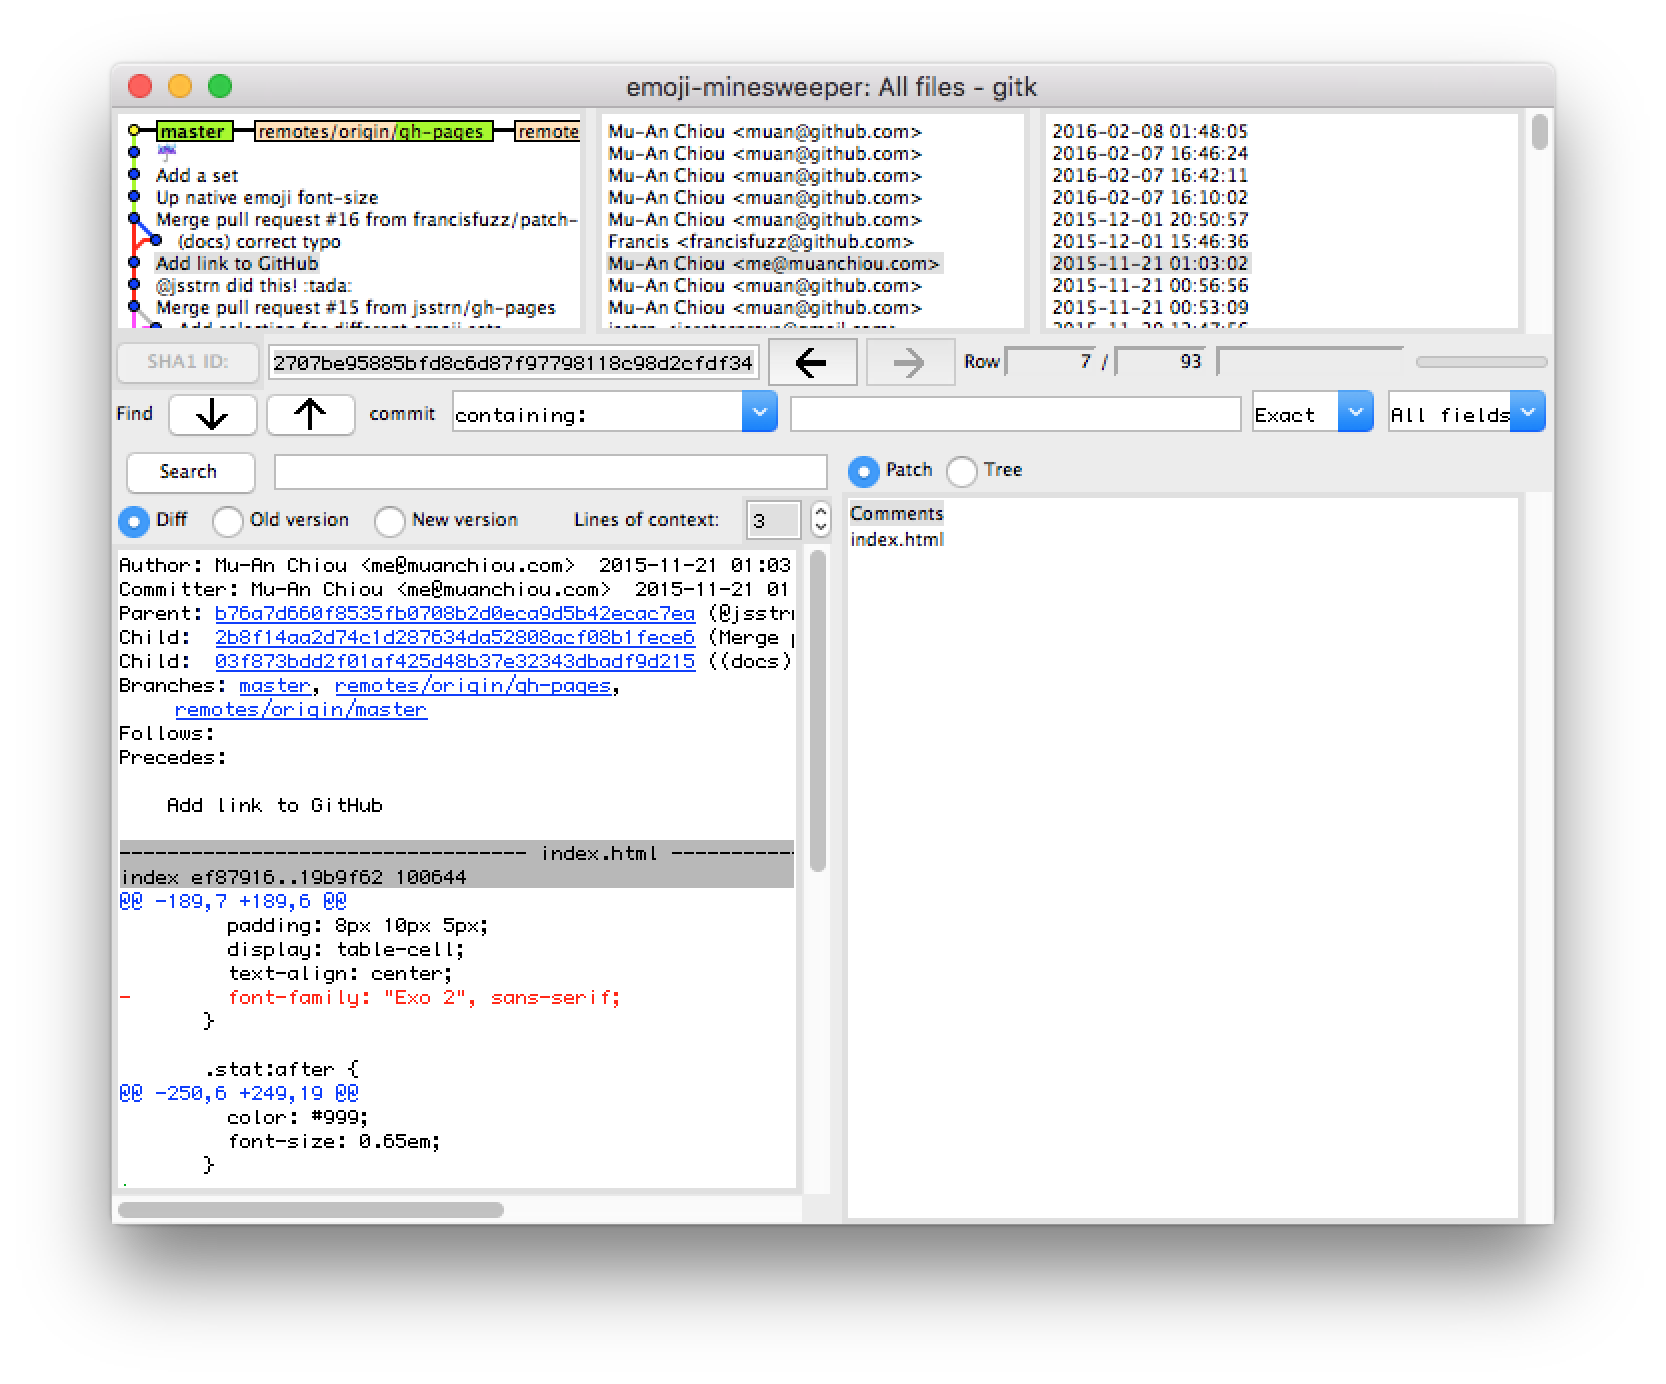 emoji-minesweeper: All files - gitk
master remotes/origin/gh-pages remote
Add a set
Up native emoji font-size
Merge pull request #16 from francisfuzz/patch-
(docs) correct typo
Add link to GitHub
@jsstrn did this! :tada:
Merge pull request #15 from jsstrn/gh-pages
Add selection for different emoji sets
Mu-An Chiou <muan@github.com>
Mu-An Chiou <muan@github.com>
Mu-An Chiou <muan@github.com>
Mu-An Chiou <muan@github.com>
Mu-An Chiou <muan@github.com>
Francis <francisfuzz@github.com>
Mu-An Chiou <me@muanchiou.com>
Mu-An Chiou <muan@github.com>
Mu-An Chiou <muan@github.com>
2016-02-08 01:48:05
2016-02-07 16:46:24
2016-02-07 16:42:11
2016-02-07 16:10:02
2015-12-01 20:50:57
2015-12-01 15:46:36
2015-11-21 01:03:02
2015-11-21 00:56:56
2015-11-21 00:53:09
SHA1 ID: 2707be95885bfd8c6d87f97798118c98d2cfdf34 ← → Row 7 / 93
Find ↓ ↑ commit containing: Exact All fields
Search
Patch Tree
Diff Old version New version Lines of context: 3
Comments
index.html
Author: Mu-An Chiou <me@muanchiou.com>  2015-11-21 01:03
Committer: Mu-An Chiou <me@muanchiou.com>  2015-11-21 01
Parent: b76a7d660f8535fb0708b2d0eca9d5b42ecac7ea (@jsstrn
Child:  2b8f14aa2d74c1d287634da52808acf08b1fece6 (Merge p
Child:  03f873bdd2f01af425d48b37e32343dbadf9d215 ((docs)
Branches: master, remotes/origin/gh-pages,
remotes/origin/master
Follows:
Precedes:
Add link to GitHub
---------------------------------- index.html ----------
index ef87916..19b9f62 100644
@@ -189,7 +189,6 @@
padding: 8px 10px 5px;
display: table-cell;
text-align: center;
- font-family: "Exo 2", sans-serif;
}
.stat:after {
@@ -250,6 +249,19 @@
color: #999;
font-size: 0.65em;
}